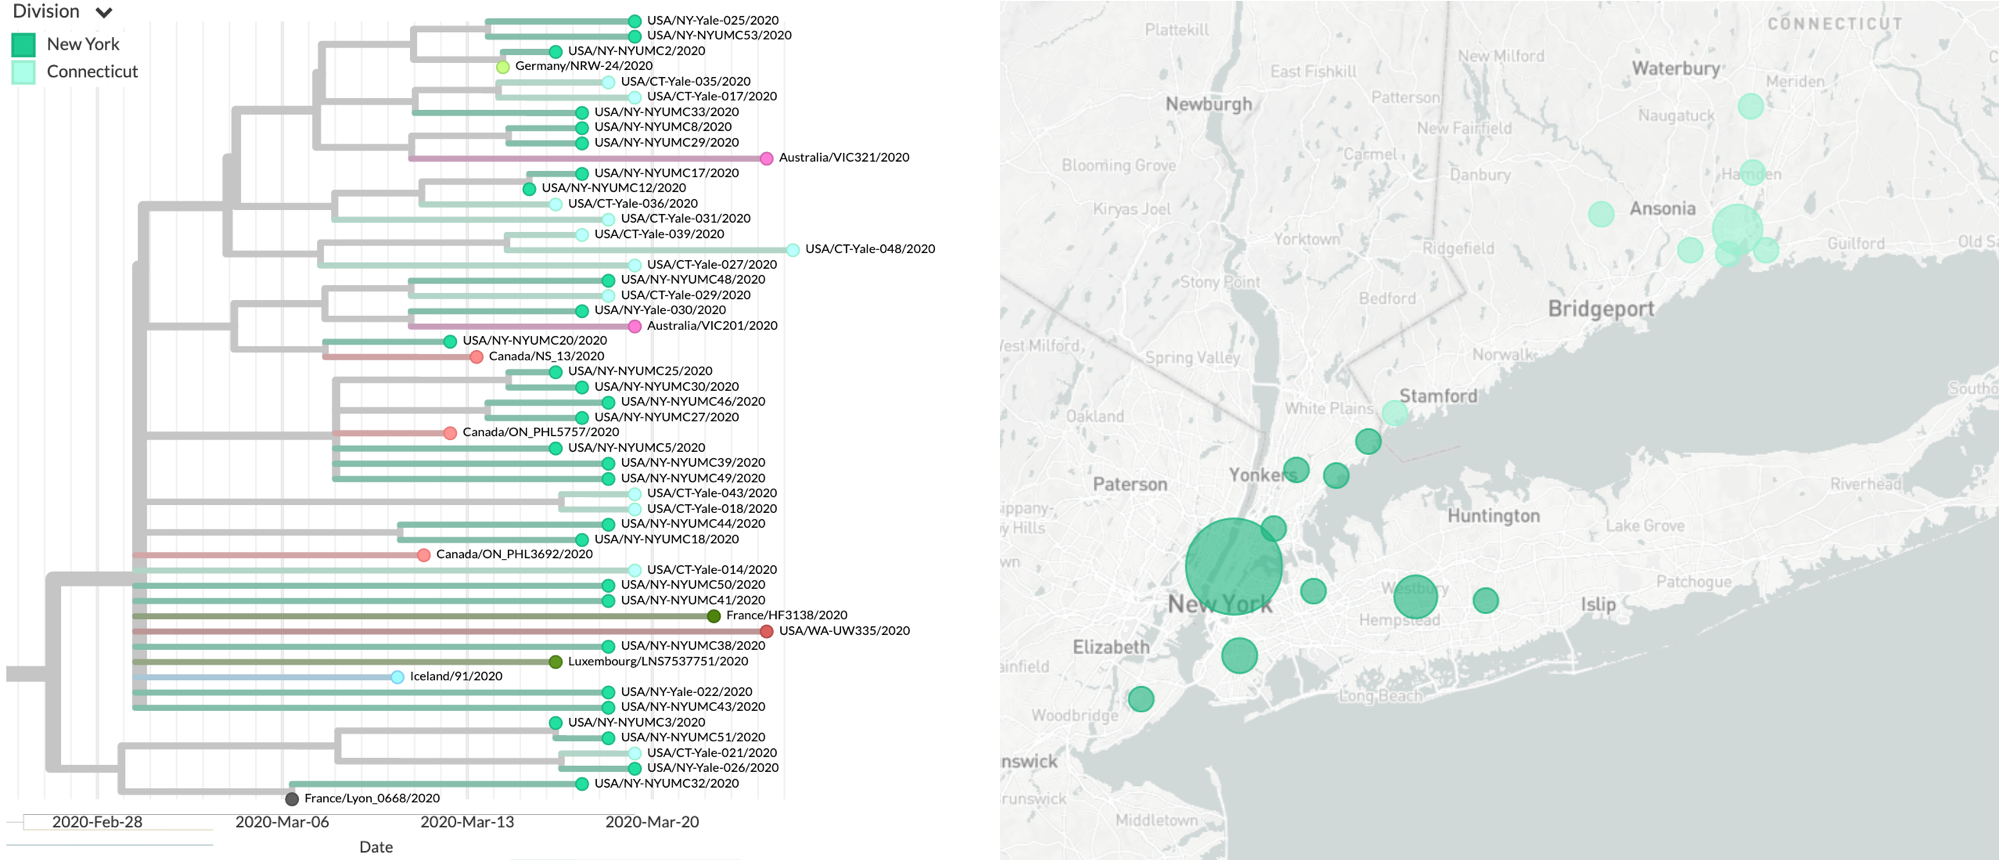 Division
New York
Connecticut
USA/NY-Yale-025/2020
USA/NY-NYUMC53/2020
USA/NY-NYUMC2/2020
Germany/NRW-24/2020
USA/CT-Yale-035/2020
USA/CT-Yale-017/2020
USA/NY-NYUMC33/2020
USA/NY-NYUMC8/2020
USA/NY-NYUMC29/2020
Australia/VIC321/2020
USA/NY-NYUMC17/2020
USA/NY-NYUMC12/2020
USA/CT-Yale-036/2020
USA/CT-Yale-031/2020
USA/CT-Yale-039/2020
USA/CT-Yale-048/2020
USA/CT-Yale-027/2020
USA/NY-NYUMC48/2020
USA/CT-Yale-029/2020
USA/NY-Yale-030/2020
Australia/VIC201/2020
USA/NY-NYUMC20/2020
Canada/NS_13/2020
USA/NY-NYUMC25/2020
USA/NY-NYUMC30/2020
USA/NY-NYUMC46/2020
USA/NY-NYUMC27/2020
Canada/ON_PHL5757/2020
USA/NY-NYUMC5/2020
USA/NY-NYUMC39/2020
USA/NY-NYUMC49/2020
USA/CT-Yale-043/2020
USA/CT-Yale-018/2020
USA/NY-NYUMC44/2020
USA/NY-NYUMC18/2020
Canada/ON_PHL3692/2020
USA/CT-Yale-014/2020
USA/NY-NYUMC50/2020
USA/NY-NYUMC41/2020
France/HF3138/2020
USA/WA-UW335/2020
USA/NY-NYUMC38/2020
Luxembourg/LNS7537751/2020
Iceland/91/2020
USA/NY-Yale-022/2020
USA/NY-NYUMC43/2020
USA/NY-NYUMC3/2020
USA/NY-NYUMC51/2020
USA/CT-Yale-021/2020
USA/NY-Yale-026/2020
USA/NY-NYUMC32/2020
France/Lyon_0668/2020
2020-Feb-28 2020-Mar-06 2020-Mar-13 2020-Mar-20
Date
CONNECTICUT
Plattekill
New Milford
East Fishkill
Waterbury
Meriden
Newburgh
Patterson
Naugatuck
New Fairfield
Blooming Grove
Carmel
Danbury
Hamden
Kiryas Joel
Ansonia
Yorktown
Ridgefield
Guilford
Old Sa
Stony Point
Bedford
Bridgeport
West Milford
Spring Valley
Norwalk
Stamford
Southo
Oakland
White Plains
Yonkers
Paterson
Riverhead
sippany-
oy Hills
Huntington
Lake Grove
own
Westbury
Patchogue
New York
Islip
Hempstead
Elizabeth
ainfield
Long Beach
Woodbridge
nswick
runswick
Middletown